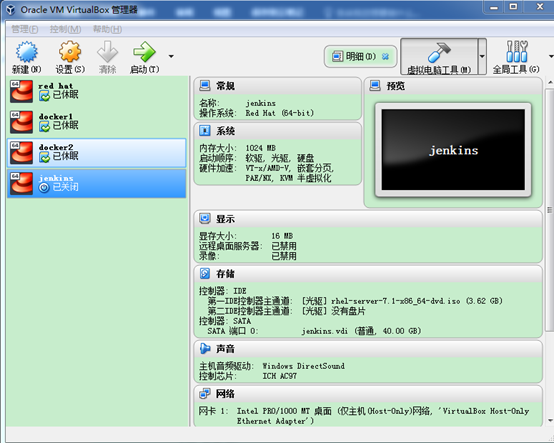 Oracle VM VirtualBox 管理器
管理(F) 控制(M) 帮助(H)
新建(N) 设置(S) 清除 启动(T) 明细(D) 虚拟电脑工具(M) 全局工具(G)
64 red hat
已休眠
64 docker1
已休眠
64 docker2
已休眠
64 jenkins
已关闭
常规
名称: jenkins
操作系统: Red Hat (64-bit)
预览
jenkins
系统
内存大小: 1024 MB
启动顺序: 软驱, 光驱, 硬盘
硬件加速: VT-x/AMD-V, 嵌套分页,
PAE/NX, KVM 半虚拟化
显示
显存大小: 16 MB
远程桌面服务器: 已禁用
录像: 已禁用
存储
控制器: IDE
第一IDE控制器主通道: [光驱] rhel-server-7.1-x86_64-dvd.iso (3.62 GB)
第二IDE控制器主通道: [光驱] 没有盘片
控制器: SATA
SATA 端口 0: jenkins.vdi (普通, 40.00 GB)
声音
主机音频驱动: Windows DirectSound
控制芯片: ICH AC97
网络
网卡 1: Intel PRO/1000 MT 桌面 (仅主机(Host-Only)网络, 'VirtualBox Host-Only
Ethernet Adapter')